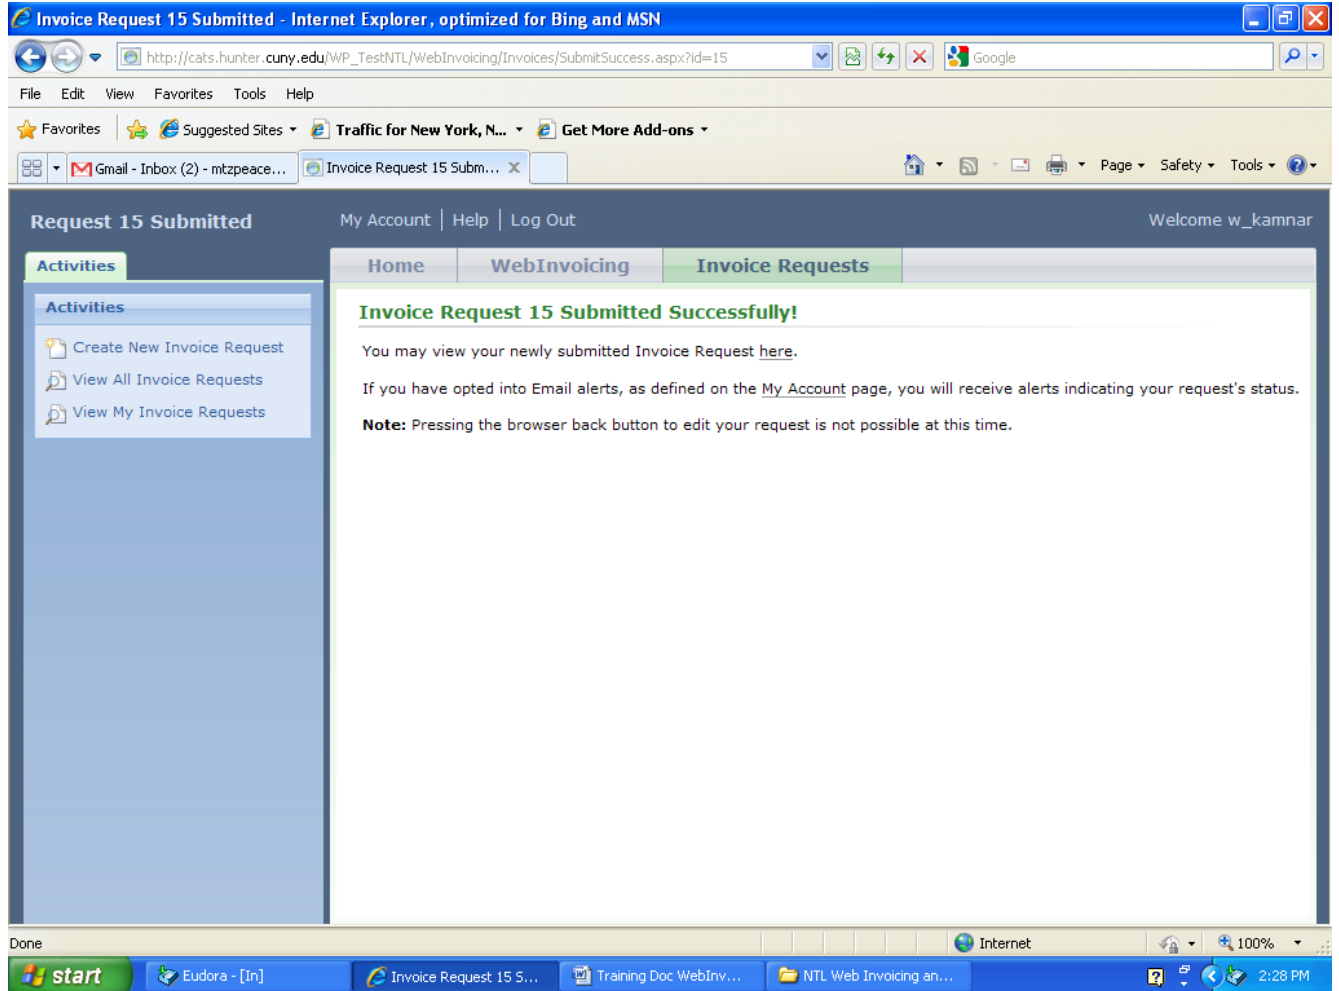 Invoice Request 15 Submitted - Internet Explorer, optimized for Bing and MSN
http://cats.hunter.cuny.edu/WP_TestNTL/WebInvoicing/Invoices/SubmitSuccess.aspx?id=15 Google
File Edit View Favorites Tools Help
Favorites Suggested Sites Traffic for New York, N... Get More Add-ons
Gmail - Inbox (2) - mtzpeace... Invoice Request 15 Subm... X Page Safety Tools
Request 15 Submitted My Account | Help | Log Out Welcome w_kamnar
Activities Home WebInvoicing Invoice Requests
Activities
Create New Invoice Request
View All Invoice Requests
View My Invoice Requests
Invoice Request 15 Submitted Successfully!
You may view your newly submitted Invoice Request here.
If you have opted into Email alerts, as defined on the My Account page, you will receive alerts indicating your request's status.
Note: Pressing the browser back button to edit your request is not possible at this time.
Done Internet 100%
start Eudora - [In] Invoice Request 15 S... Training Doc WebInv... NTL Web Invoicing an... 2:28 PM